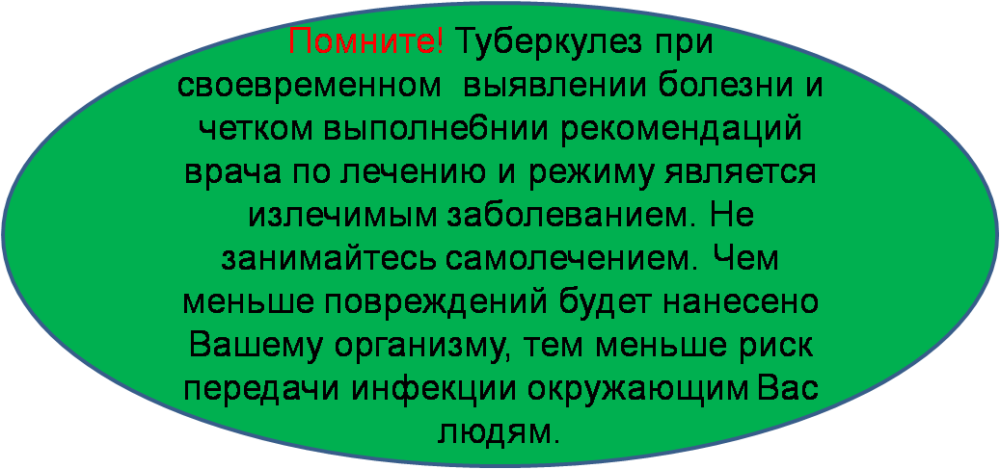 Помните! Туберкулез при
своевременном  выявлении болезни и
четком выполне6нии рекомендаций
врача по лечению и режиму является
излечимым заболеванием. Не
занимайтесь самолечением. Чем
меньше повреждений будет нанесено
Вашему организму, тем меньше риск
передачи инфекции окружающим Вас
людям.